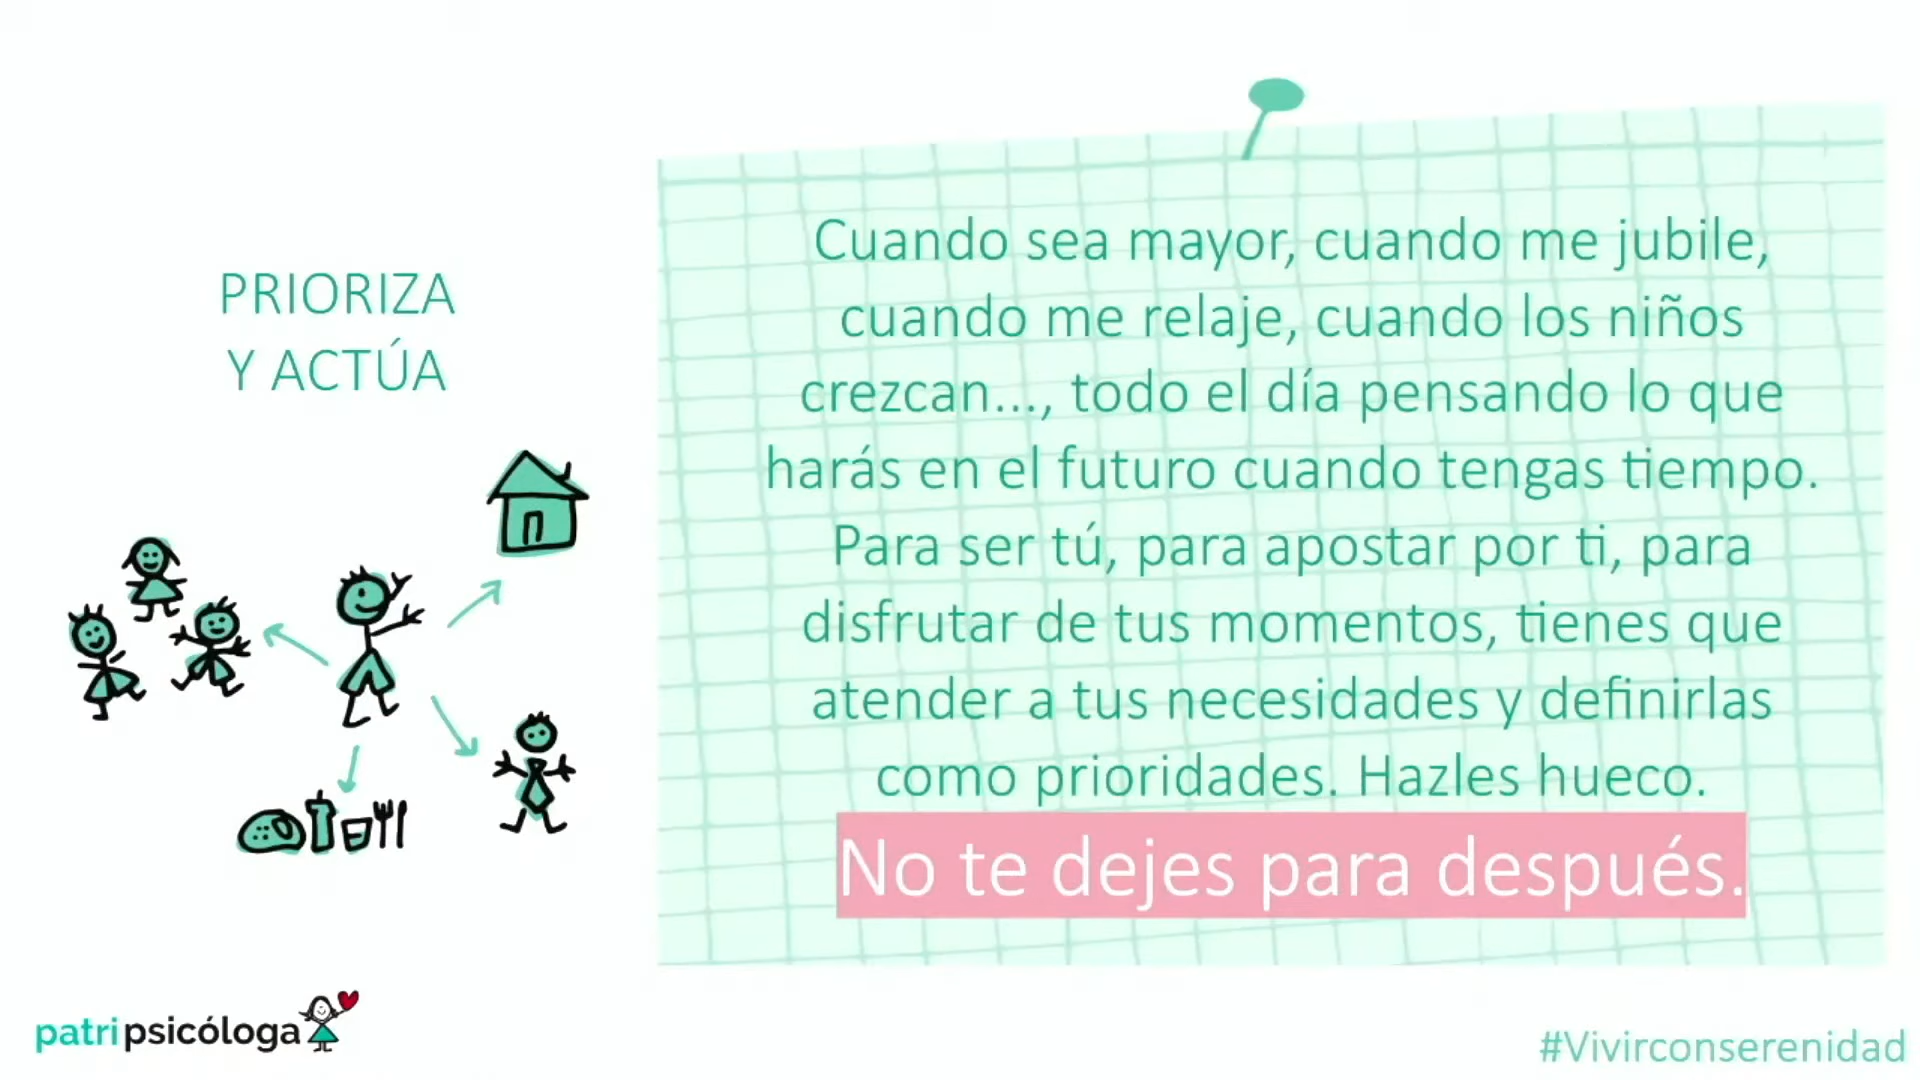 PRIORIZA
Y ACTÚA
Cuando sea mayor, cuando me jubile,
cuando me relaje, cuando los niños
crezcan..., todo el día pensando lo que
harás en el futuro cuando tengas tiempo.
Para ser tú, para apostar por ti, para
disfrutar de tus momentos, tienes que
atender a tus necesidades y definirlas
como prioridades. Hazles hueco.
No te dejes para después.
patripsicóloga
#Vivirconserenidad